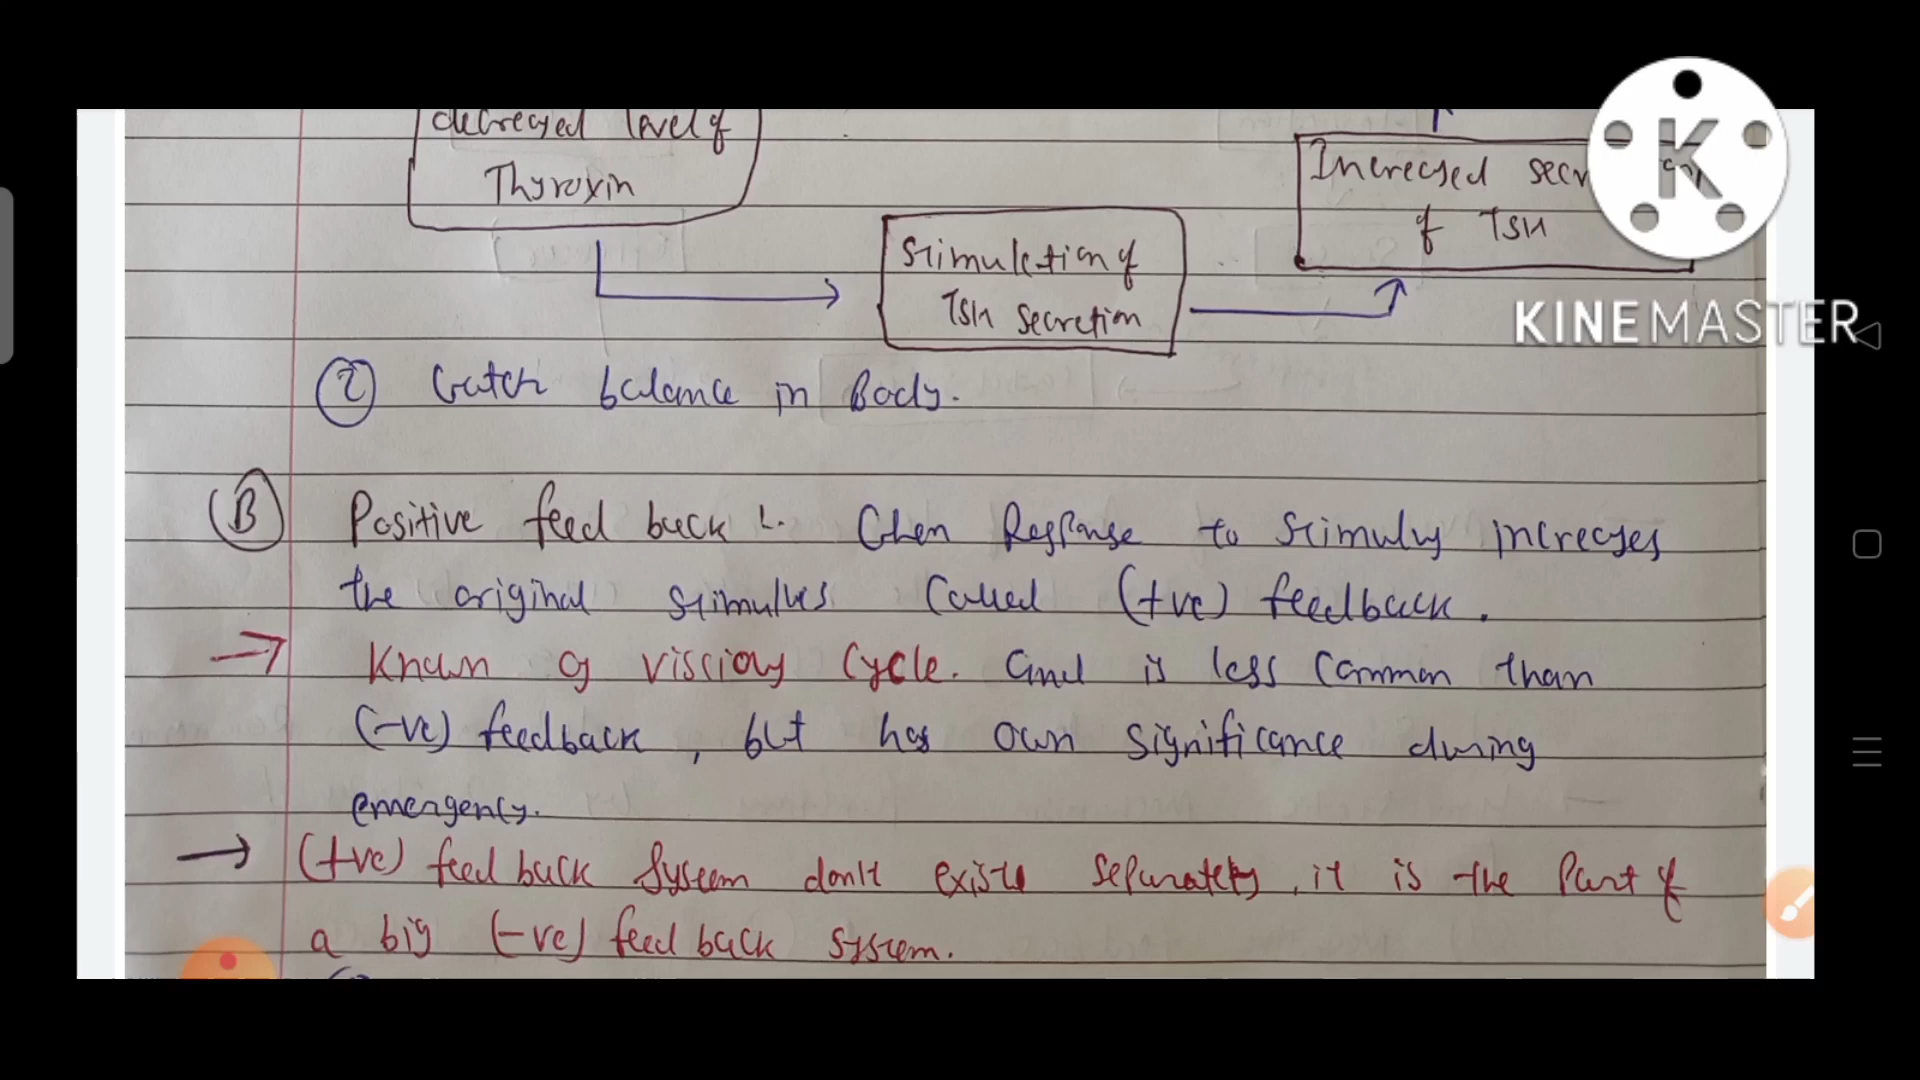 decreased level of
Thyroxin
Increased secr
of TSH
Stimulation of
TSH secretion
KINEMASTER
② Water balance in Body.
Ⓑ Positive feed back :- When Response to stimulus increases
the original stimulus called (+ve) feedback.
⇒ Known as vissious cycle. and is less common than
(-ve) feedback, but has own significance during
emergency.
→ (+ve) feed back system don't exists separately, it is the part of
a big (-ve) feed back system.